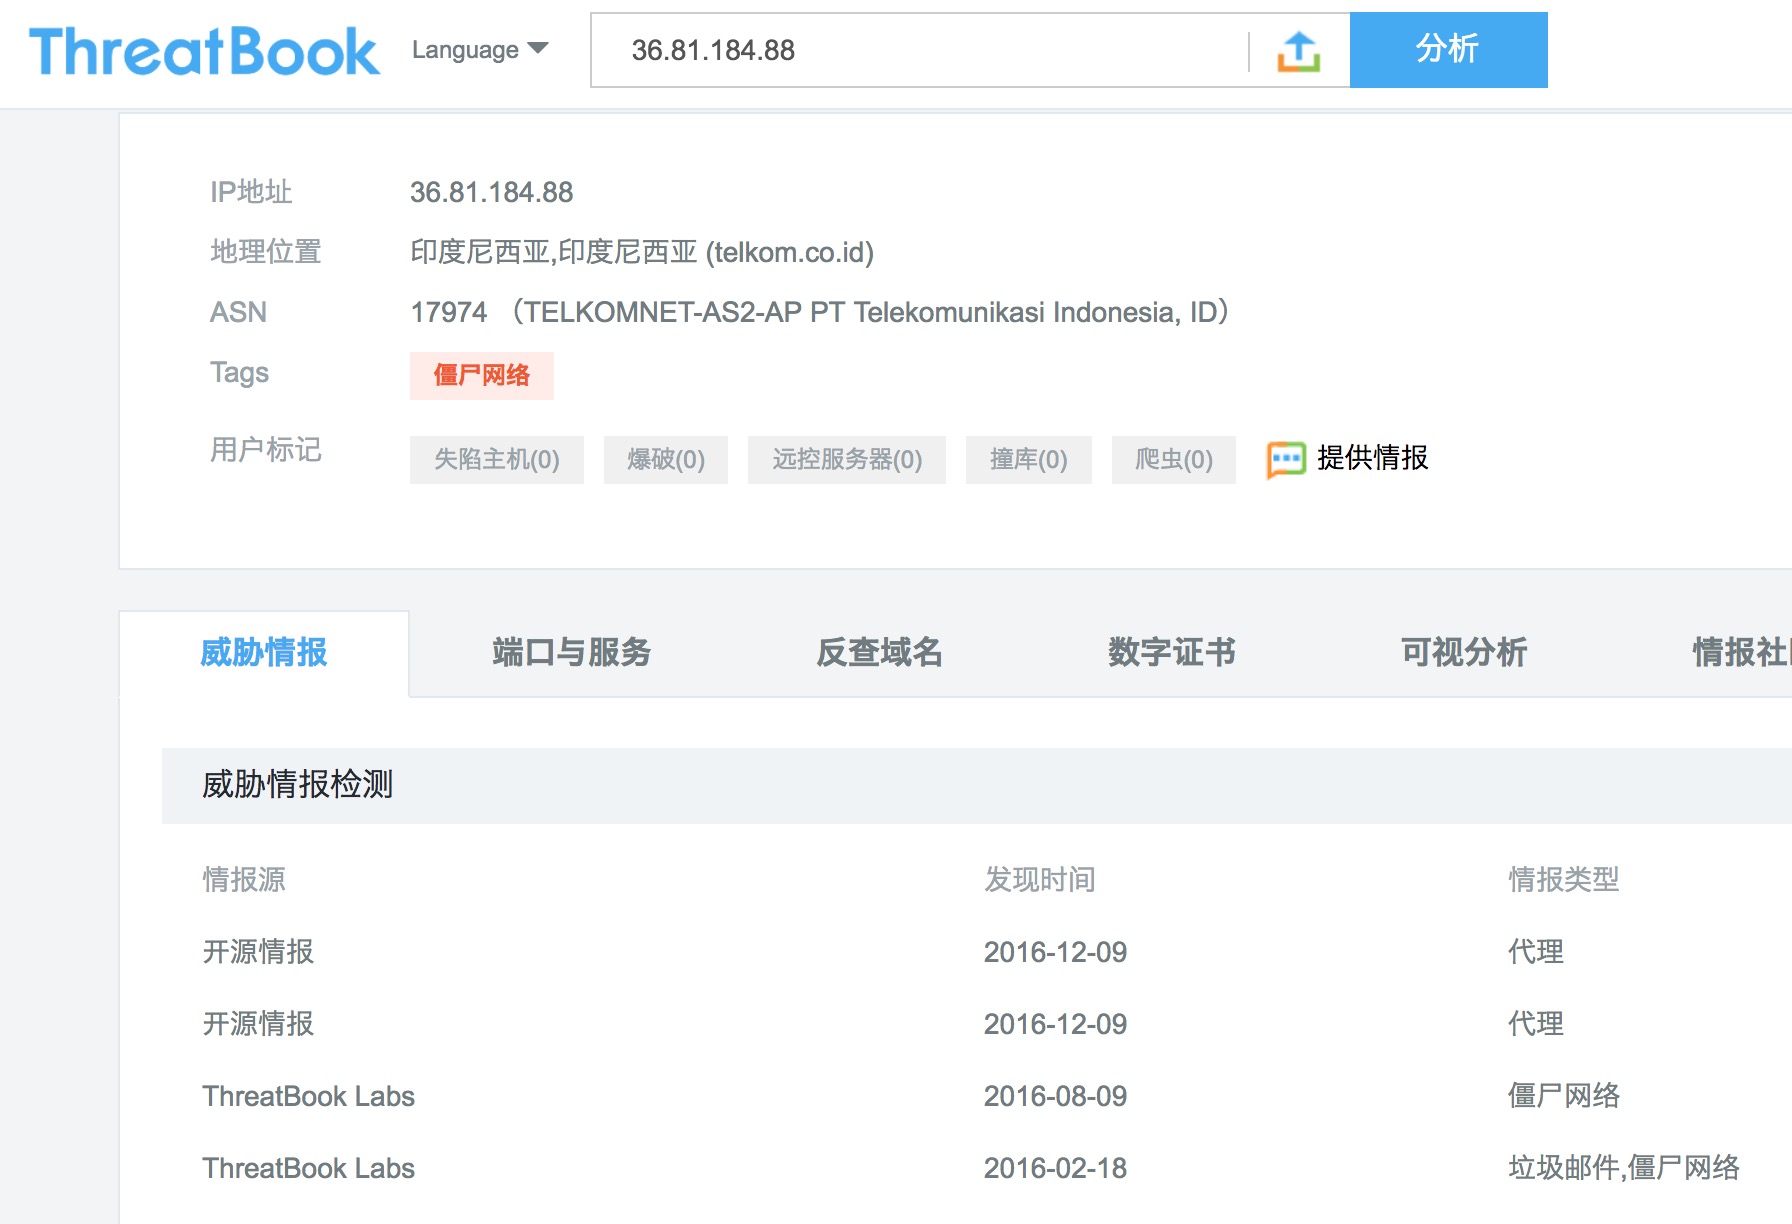 ThreatBook Language 36.81.184.88 分析
IP地址 36.81.184.88
地理位置 印度尼西亚,印度尼西亚 (telkom.co.id)
ASN 17974 （TELKOMNET-AS2-AP PT Telekomunikasi Indonesia, ID）
Tags 僵尸网络
用户标记 失陷主机(0) 爆破(0) 远控服务器(0) 撞库(0) 爬虫(0) 提供情报
威胁情报 端口与服务 反查域名 数字证书 可视分析 情报社
威胁情报检测
情报源 发现时间 情报类型
开源情报 2016-12-09 代理
开源情报 2016-12-09 代理
ThreatBook Labs 2016-08-09 僵尸网络
ThreatBook Labs 2016-02-18 垃圾邮件,僵尸网络